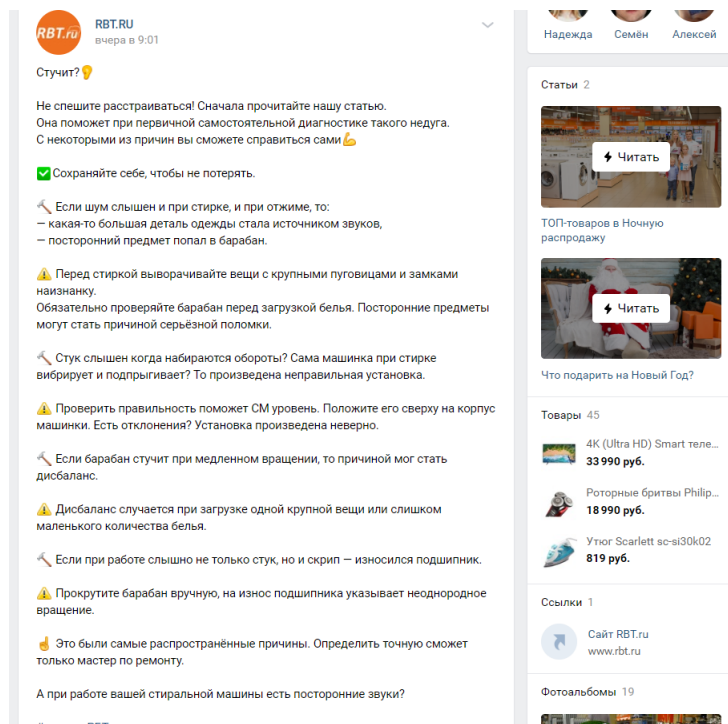 RBT.ru
RBT.RU
вчера в 9:01
Стучит?👂
Не спешите расстраиваться! Сначала прочитайте нашу статью.
Она поможет при первичной самостоятельной диагностике такого недуга.
С некоторыми из причин вы сможете справиться сами💪
✅Сохраняйте себе, чтобы не потерять.
🔨 Если шум слышен и при стирке, и при отжиме, то:
— какая-то большая деталь одежды стала источником звуков,
— посторонний предмет попал в барабан.
⚠ Перед стиркой выворачивайте вещи с крупными пуговицами и замками
наизнанку.
Обязательно проверяйте барабан перед загрузкой белья. Посторонние предметы
могут стать причиной серьёзной поломки.
🔨 Стук слышен когда набираются обороты? Сама машинка при стирке
вибрирует и подпрыгивает? То произведена неправильная установка.
⚠ Проверить правильность поможет СМ уровень. Положите его сверху на корпус
машинки. Есть отклонения? Установка произведена неверно.
🔨 Если барабан стучит при медленном вращении, то причиной мог стать
дисбаланс.
⚠ Дисбаланс случается при загрузке одной крупной вещи или слишком
маленького количества белья.
🔨 Если при работе слышно не только стук, но и скрип — износился подшипник.
⚠ Прокрутите барабан вручную, на износ подшипника указывает неоднородное
вращение.
☝ Это были самые распространённые причины. Определить точную сможет
только мастер по ремонту.
А при работе вашей стиральной машины есть посторонние звуки?
Надежда Семён Алексей
Статьи 2
Читать
ТОП-товаров в Ночную
распродажу
Читать
Что подарить на Новый Год?
Товары 45
4K (Ultra HD) Smart теле...
33 990 руб.
Роторные бритвы Philip...
18 990 руб.
Утюг Scarlett sc-si30k02
819 руб.
Ссылки 1
Сайт RBT.ru
www.rbt.ru
Фотоальбомы 19